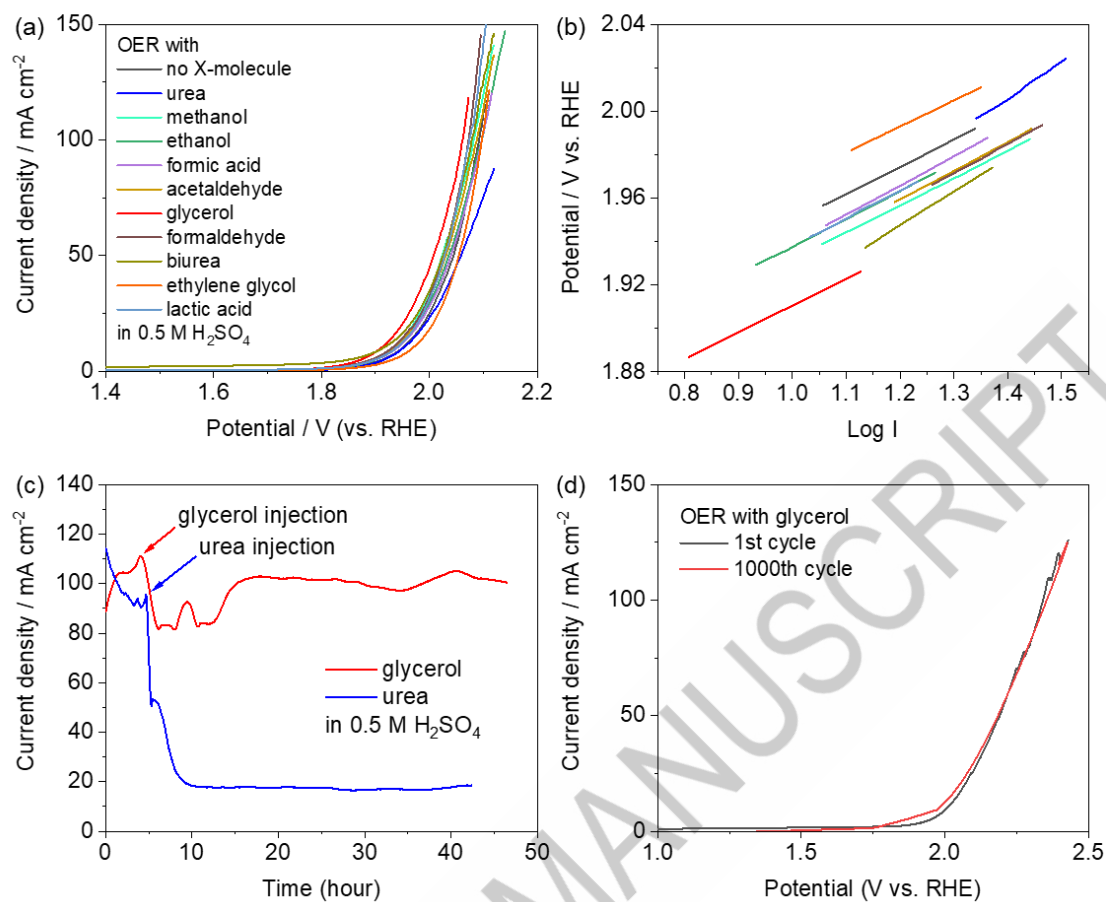 (a)
150
100
50
0
Current density / mA cm⁻²
OER with
no X-molecule
urea
methanol
ethanol
formic acid
acetaldehyde
glycerol
formaldehyde
biurea
ethylene glycol
lactic acid
in 0.5 M H₂SO₄
1.4 1.6 1.8 2.0 2.2
Potential / V (vs. RHE)
(b)
2.04
2.00
1.96
1.92
1.88
Potential / V vs. RHE
0.8 0.9 1.0 1.1 1.2 1.3 1.4 1.5
Log I
(c)
140
120
100
80
60
40
20
0
Current density / mA cm⁻²
glycerol injection
urea injection
glycerol
urea
in 0.5 M H₂SO₄
0 10 20 30 40 50
Time (hour)
(d)
150
100
50
0
Current density / mA cm⁻²
OER with glycerol
1st cycle
1000th cycle
1.0 1.5 2.0 2.5
Potential (V vs. RHE)
MANUSCRIPT